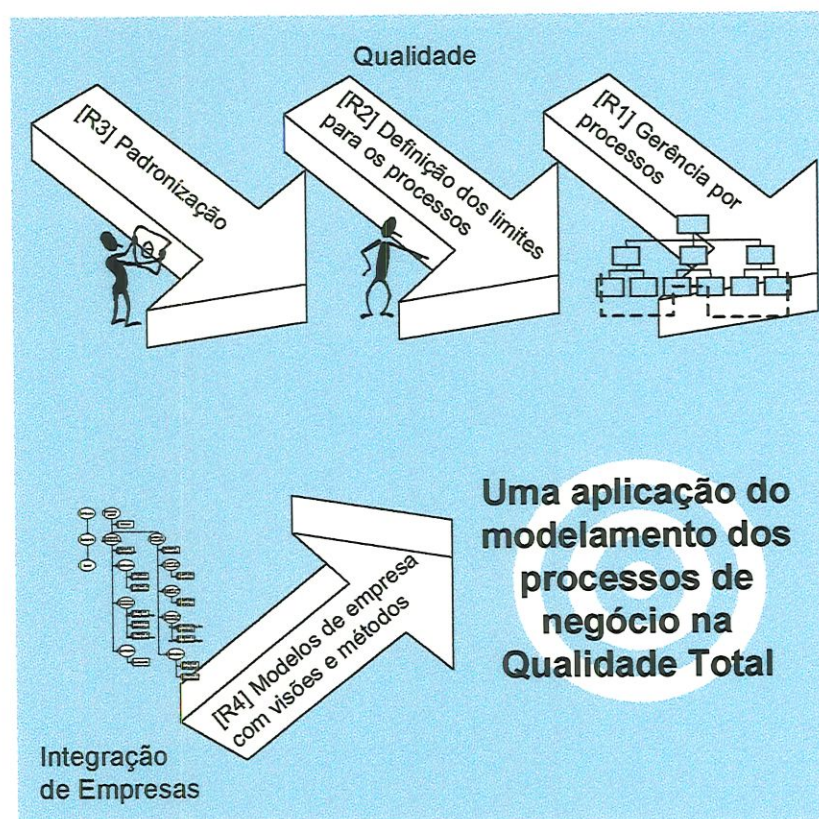 Qualidade
[R3] Padronização
[R2] Definição dos limites
para os processos
[R1] Gerência por
processos
Uma aplicação do
modelamento dos
processos de
negócio na
Qualidade Total
[R4] Modelos de empresa
com visões e métodos
Integração
de Empresas